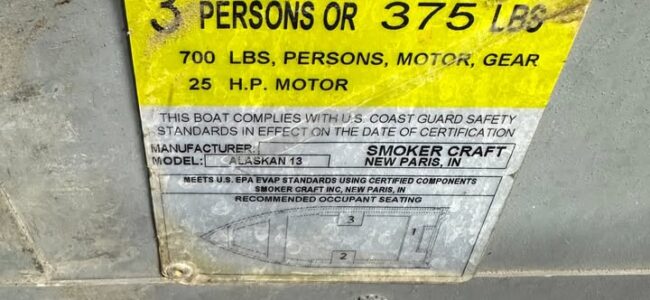 3 PERSONS OR 375 LBS
700 LBS, PERSONS, MOTOR, GEAR
25 H.P. MOTOR
THIS BOAT COMPLIES WITH U.S. COAST GUARD SAFETY
STANDARDS IN EFFECT ON THE DATE OF CERTIFICATION
MANUFACTURER: SMOKER CRAFT
MODEL: ALASKAN 13 NEW PARIS, IN
MEETS U.S. EPA EVAP STANDARDS USING CERTIFIED COMPONENTS
SMOKER CRAFT INC, NEW PARIS, IN
RECOMMENDED OCCUPANT SEATING
3
1
2